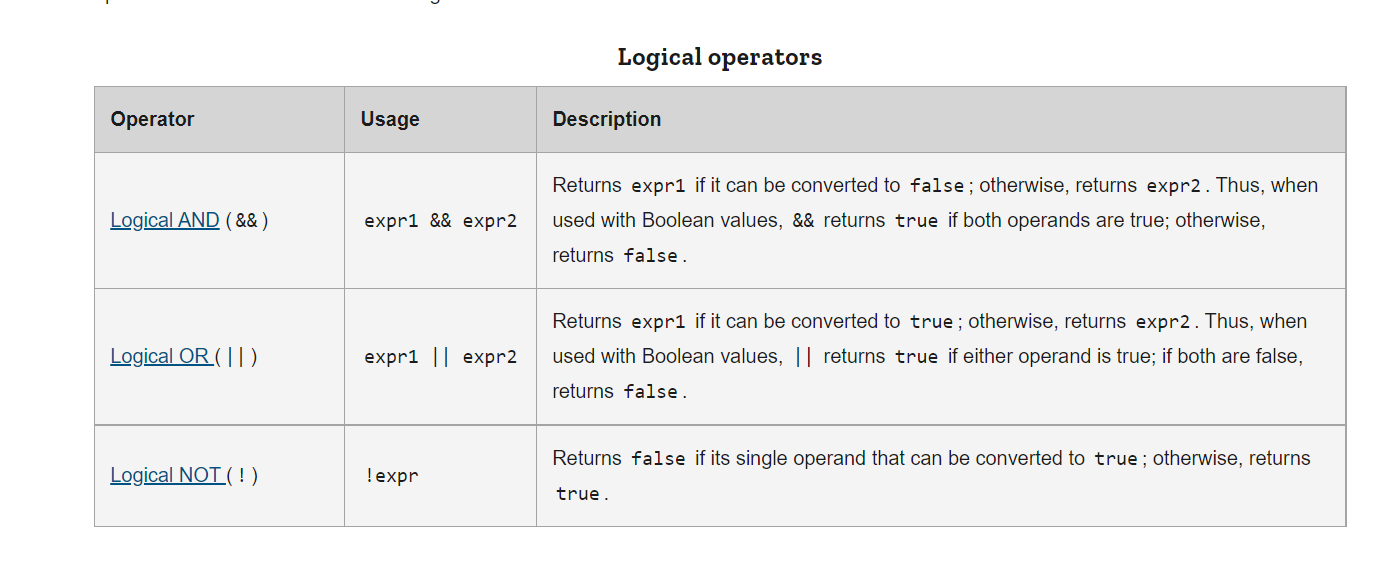 Logical operators
Operator Usage Description
Returns expr1 if it can be converted to false; otherwise, returns expr2. Thus, when
Logical AND (&&) expr1 && expr2 used with Boolean values, && returns true if both operands are true; otherwise,
returns false.
Returns expr1 if it can be converted to true; otherwise, returns expr2. Thus, when
Logical OR (||) expr1 || expr2 used with Boolean values, || returns true if either operand is true; if both are false,
returns false.
Returns false if its single operand that can be converted to true; otherwise, returns
Logical NOT (!) !expr
true.